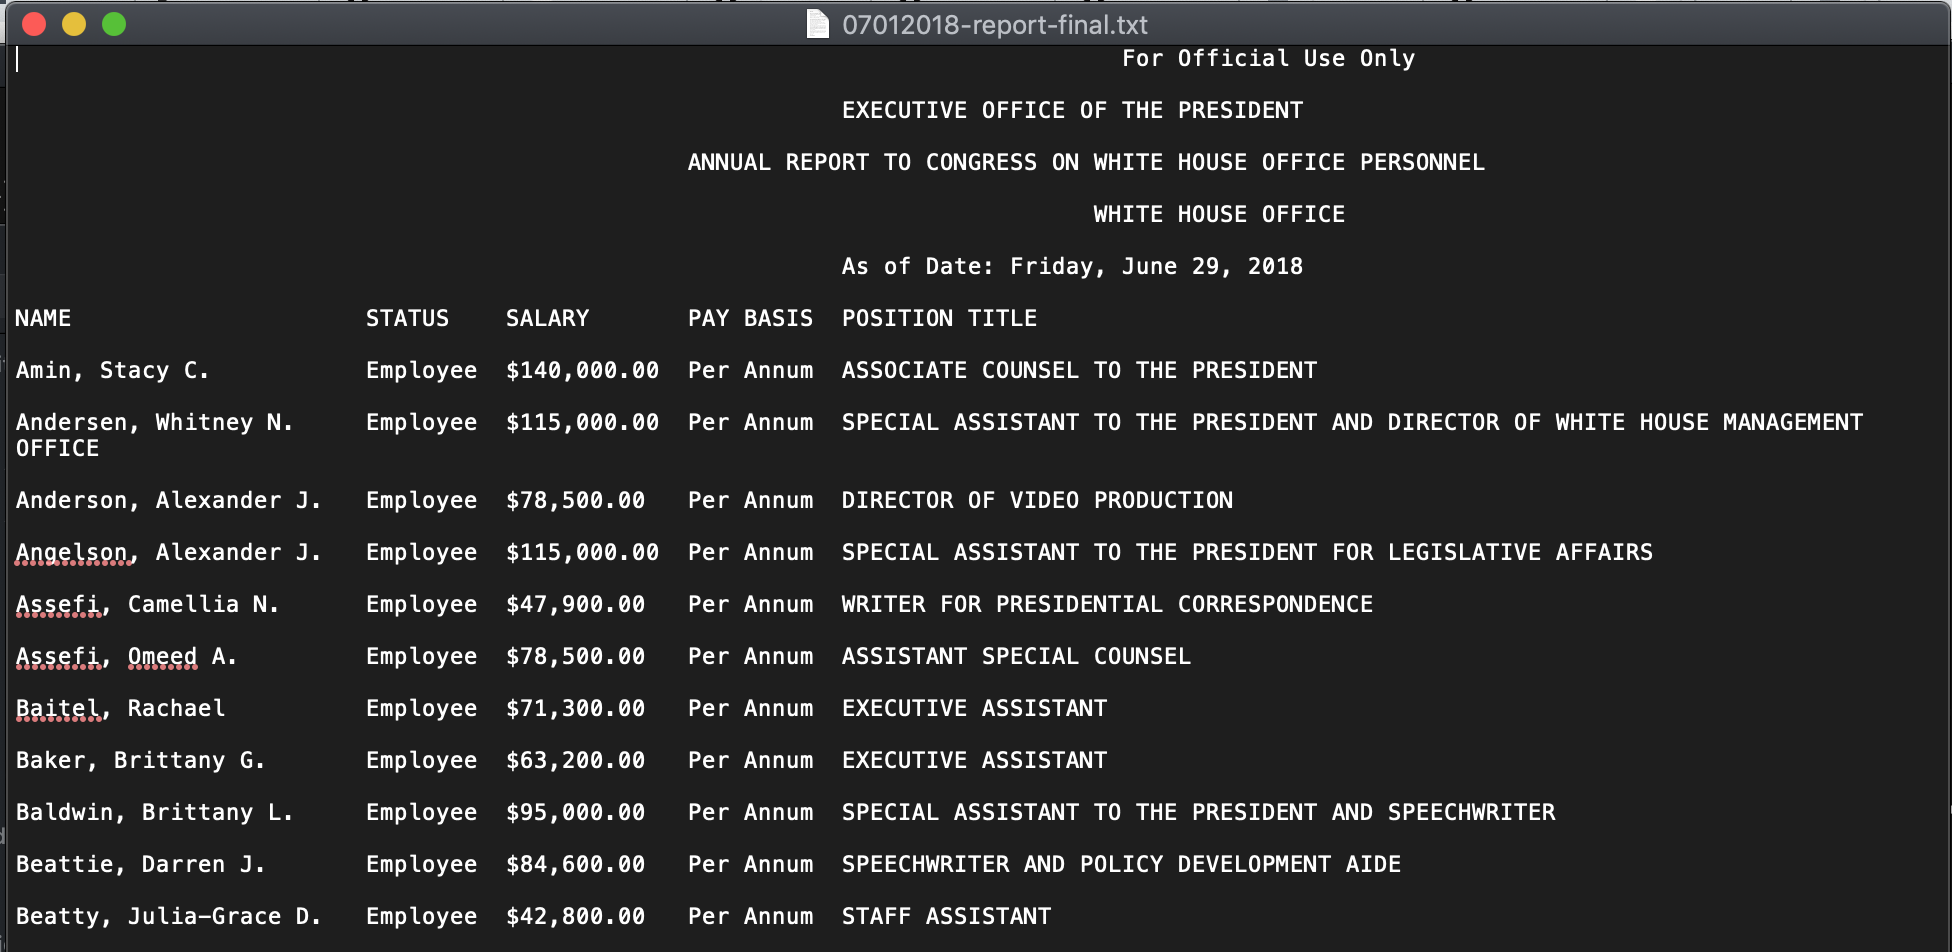 07012018-report-final.txt
For Official Use Only
EXECUTIVE OFFICE OF THE PRESIDENT
ANNUAL REPORT TO CONGRESS ON WHITE HOUSE OFFICE PERSONNEL
WHITE HOUSE OFFICE
As of Date: Friday, June 29, 2018
NAME STATUS SALARY PAY BASIS POSITION TITLE
Amin, Stacy C. Employee $140,000.00 Per Annum ASSOCIATE COUNSEL TO THE PRESIDENT
Andersen, Whitney N. Employee $115,000.00 Per Annum SPECIAL ASSISTANT TO THE PRESIDENT AND DIRECTOR OF WHITE HOUSE MANAGEMENT
OFFICE
Anderson, Alexander J. Employee $78,500.00 Per Annum DIRECTOR OF VIDEO PRODUCTION
Angelson, Alexander J. Employee $115,000.00 Per Annum SPECIAL ASSISTANT TO THE PRESIDENT FOR LEGISLATIVE AFFAIRS
Assefi, Camellia N. Employee $47,900.00 Per Annum WRITER FOR PRESIDENTIAL CORRESPONDENCE
Assefi, Omeed A. Employee $78,500.00 Per Annum ASSISTANT SPECIAL COUNSEL
Baitel, Rachael Employee $71,300.00 Per Annum EXECUTIVE ASSISTANT
Baker, Brittany G. Employee $63,200.00 Per Annum EXECUTIVE ASSISTANT
Baldwin, Brittany L. Employee $95,000.00 Per Annum SPECIAL ASSISTANT TO THE PRESIDENT AND SPEECHWRITER
Beattie, Darren J. Employee $84,600.00 Per Annum SPEECHWRITER AND POLICY DEVELOPMENT AIDE
Beatty, Julia-Grace D. Employee $42,800.00 Per Annum STAFF ASSISTANT